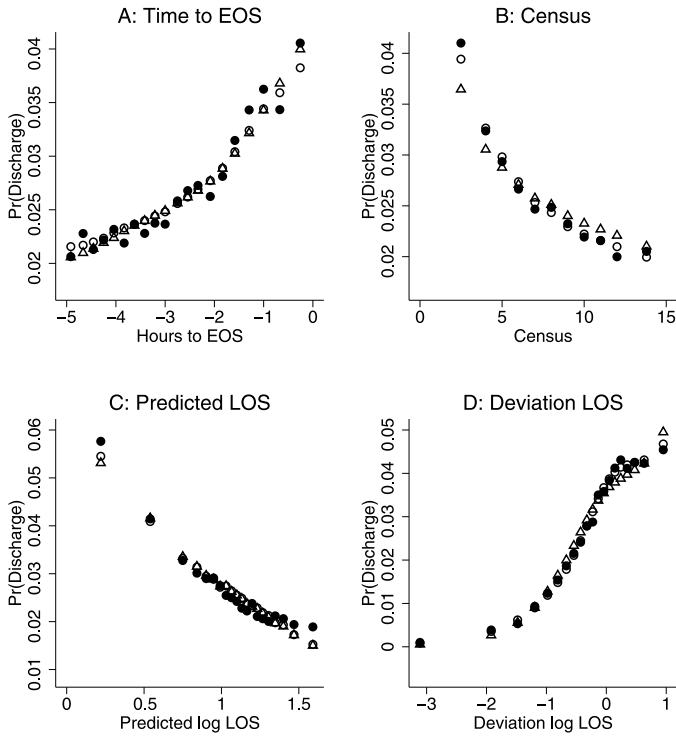 A: Time to EOS
Pr(Discharge)
0.04
0.035
0.03
0.025
0.02
−5 −4 −3 −2 −1 0
Hours to EOS
B: Census
Pr(Discharge)
0.04
0.035
0.03
0.025
0.02
0 5 10 15
Census
C: Predicted LOS
Pr(Discharge)
0.06
0.05
0.04
0.03
0.02
0.01
0 0.5 1 1.5
Predicted log LOS
D: Deviation LOS
Pr(Discharge)
0.05
0.04
0.03
0.02
0.01
0
−3 −2 −1 0 1
Deviation log LOS